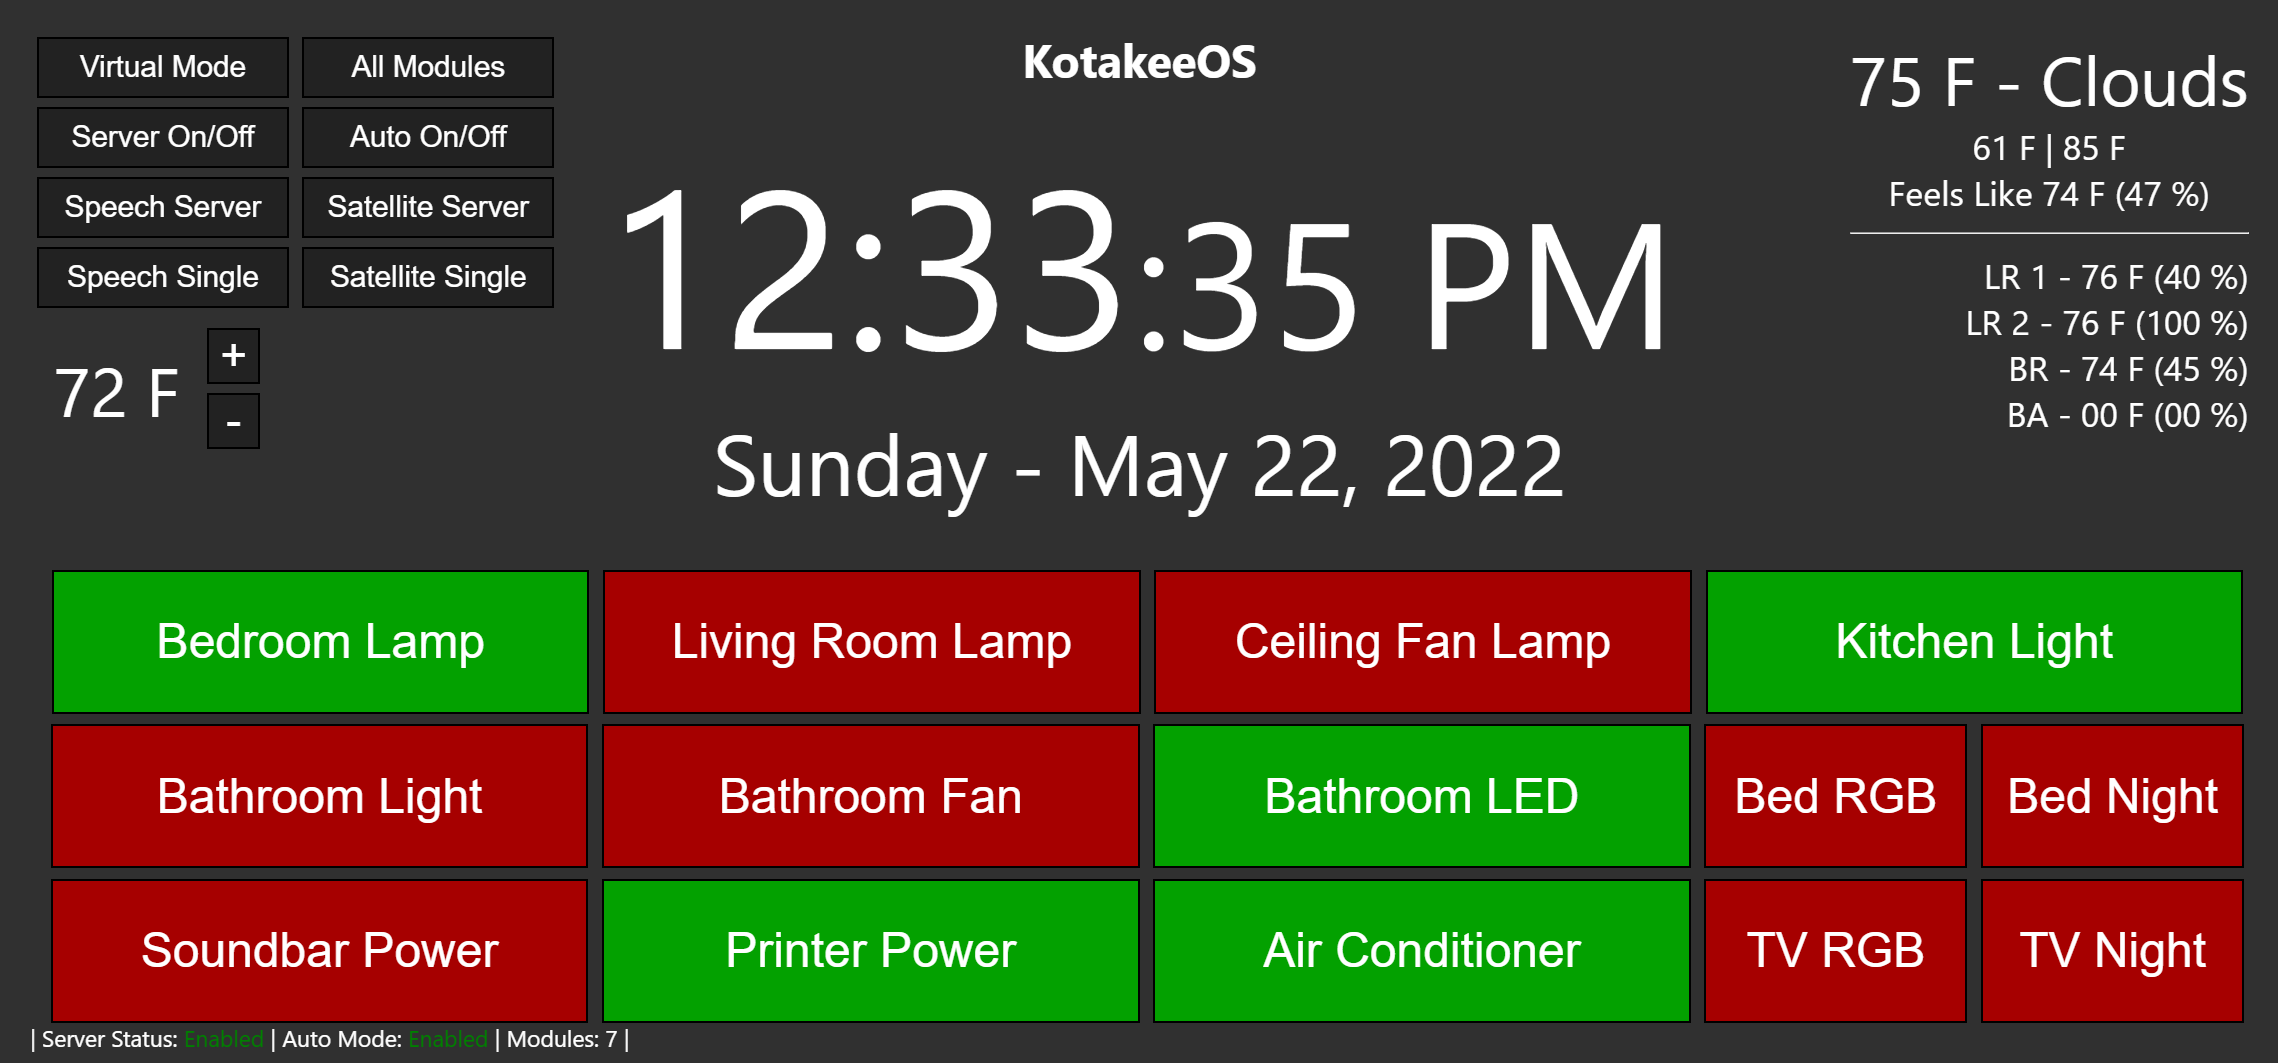 Virtual Mode
All Modules
Server On/Off
Auto On/Off
Speech Server
Satellite Server
Speech Single
Satellite Single
72 F
+
-
KotakeeOS
12:33:35 PM
Sunday - May 22, 2022
75 F - Clouds
61 F | 85 F
Feels Like 74 F (47 %)
LR 1 - 76 F (40 %)
LR 2 - 76 F (100 %)
BR - 74 F (45 %)
BA - 00 F (00 %)
Bedroom Lamp
Living Room Lamp
Ceiling Fan Lamp
Kitchen Light
Bathroom Light
Bathroom Fan
Bathroom LED
Bed RGB
Bed Night
Soundbar Power
Printer Power
Air Conditioner
TV RGB
TV Night
| Server Status: Enabled | Auto Mode: Enabled | Modules: 7 |